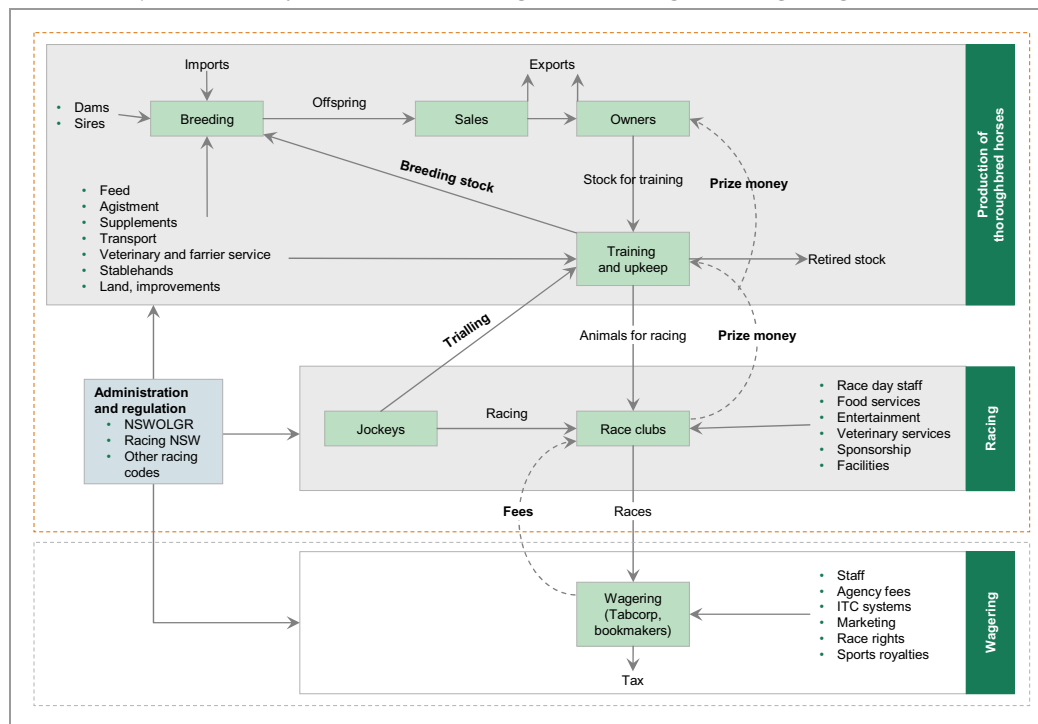 Imports
Exports
• Dams
• Sires
Breeding
Offspring
Sales
Owners
Breeding stock
Stock for training
Prize money
• Feed
• Agistment
• Supplements
• Transport
• Veterinary and farrier service
• Stablehands
• Land, improvements
Training
and upkeep
Retired stock
Production of
thoroughbred horses
Trialling
Animals for racing
Prize money
Administration
and regulation
• NSWOLGR
• Racing NSW
• Other racing
codes
Jockeys
Racing
Race clubs
• Race day staff
• Food services
• Entertainment
• Veterinary services
• Sponsorship
• Facilities
Racing
Fees
Races
Wagering
(Tabcorp,
bookmakers)
Tax
• Staff
• Agency fees
• ITC systems
• Marketing
• Race rights
• Sports royalties
Wagering